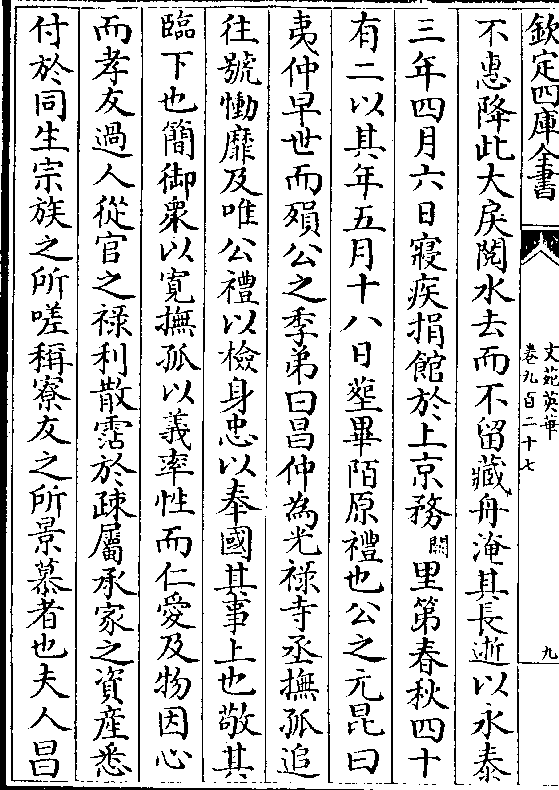 欽定四庫全書
文苑英華
卷九百二十七
九
不惠降此大戾閱水去而不留藏舟淹其長逝以永泰
三年四月六日寢疾捐館於上京務闕里第春秋四十
有二以其年五月十八日塟畢陌原禮也公之元昆曰
夷仲早世而殞公之季弟曰昌仲為光祿寺丞撫孤追
往號慟靡及唯公禮以檢身忠以奉國其事上也敬其
臨下也簡御衆以寛撫孤以義率性而仁愛及物因心
而孝友過人從官之祿利散霑於疎屬承家之資産悉
付於同生宗族之所嗟稱寮友之所景慕者也夫人昌